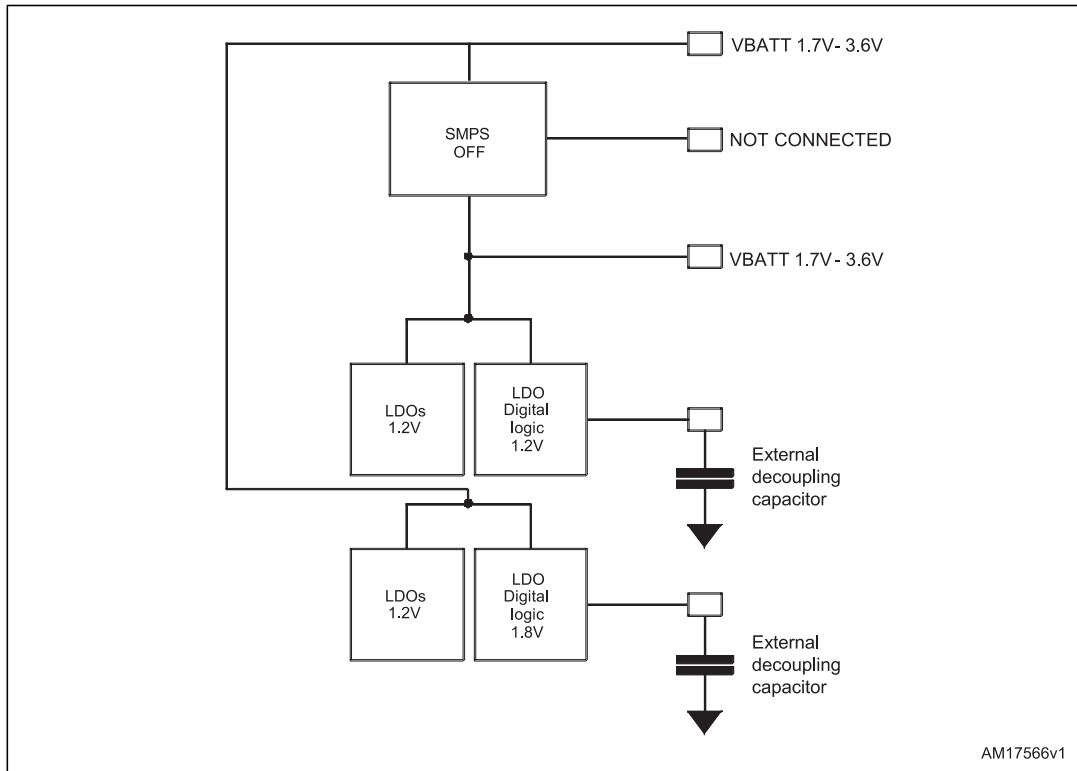 VBATT 1.7V- 3.6V
SMPS
OFF
NOT CONNECTED
VBATT 1.7V- 3.6V
LDOs
1.2V
LDO
Digital
logic
1.2V
External
decoupling
capacitor
LDOs
1.2V
LDO
Digital
logic
1.8V
External
decoupling
capacitor
AM17566v1